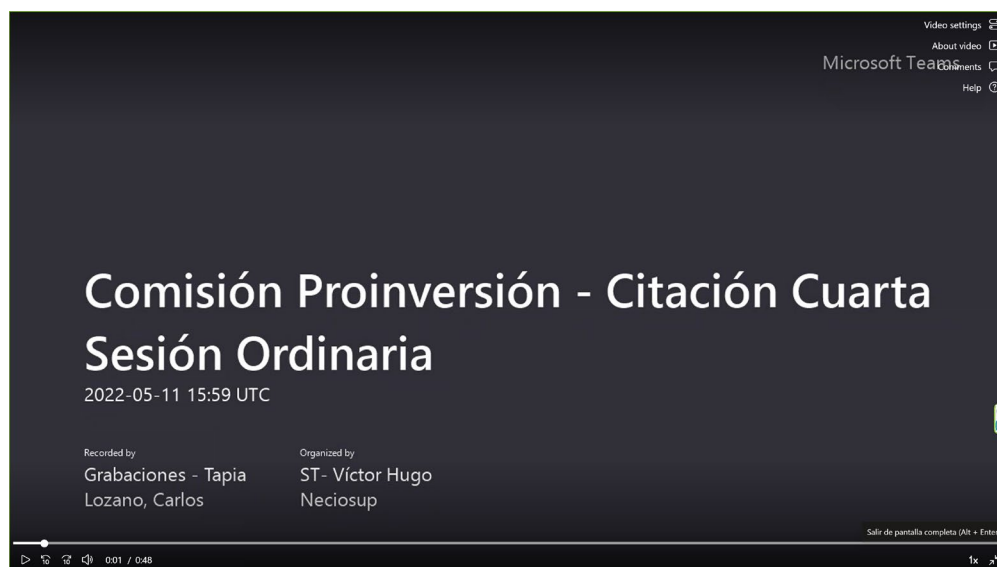 Video settings
About video
Microsoft Teams
Comments
Help
Comisión Proinversión - Citación Cuarta
Sesión Ordinaria
2022-05-11 15:59 UTC
Recorded by
Organized by
Grabaciones - Tapia
Lozano, Carlos
ST- Víctor Hugo
Neciosup
Salir de pantalla completa (Alt + Enter
10
10
0:01 / 0:48
1x